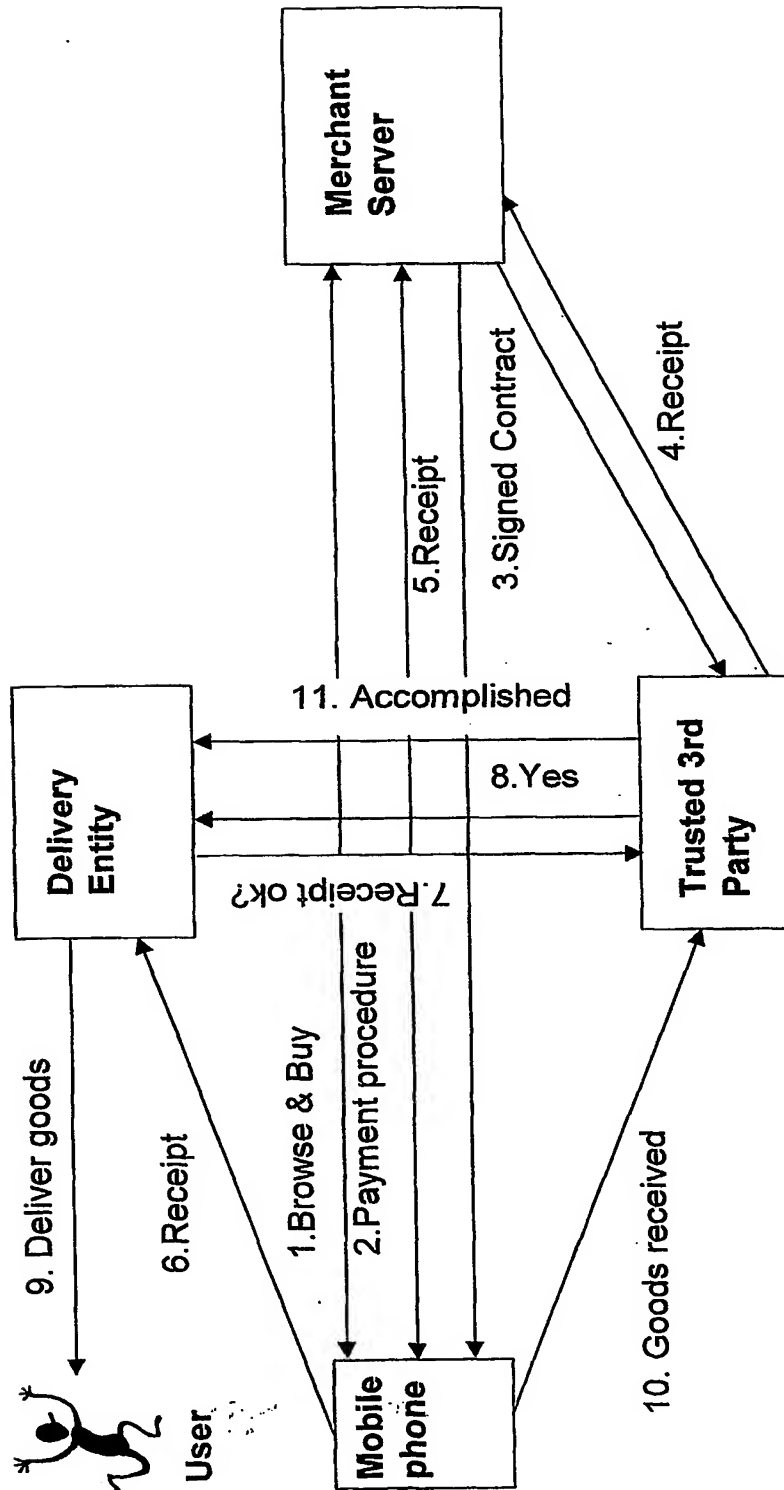 9. Deliver goods
User
Delivery
Entity
6.Receipt
11. Accomplished
8.Yes
7.Receipt ok?
1.Browse & Buy
2.Payment procedure
Mobile
phone
5.Receipt
3.Signed Contract
4.Receipt
Merchant
Server
10. Goods received
Trusted 3rd
Party